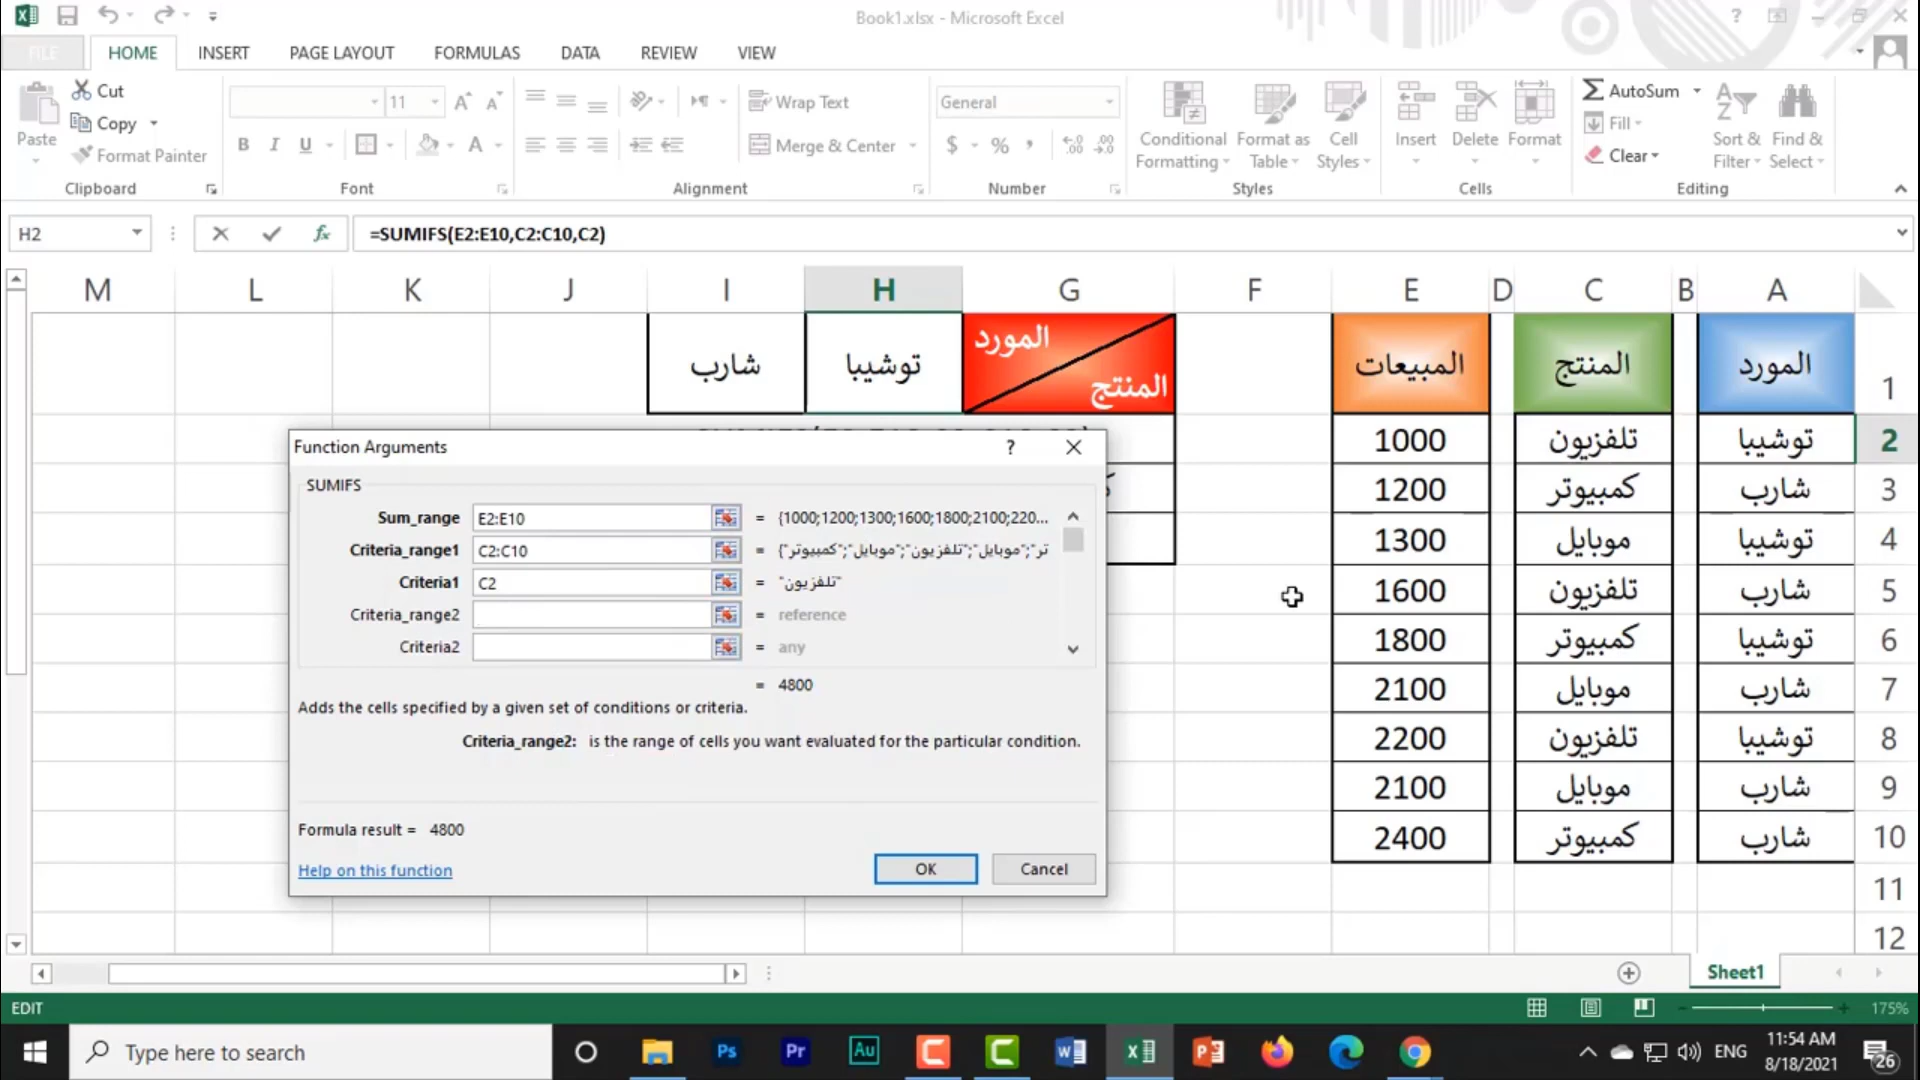 Book1.xlsx - Microsoft Excel
FILE HOME INSERT PAGE LAYOUT FORMULAS DATA REVIEW VIEW
Paste
Cut
Copy
Format Painter
Clipboard
11
B I U
A
Font
Wrap Text
Merge & Center
Alignment
General
$ % ,
Number
Conditional Formatting
Format as Table
Cell Styles
Styles
Insert
Delete
Format
Cells
AutoSum
Fill
Clear
Sort & Filter
Find & Select
Editing
H2
fx
=SUMIFS(E2:E10,C2:C10,C2)
M L K J I H G F E D C B A
المورد المنتج المبيعات المورد المنتج توشيبا شارب
1
2 توشيبا تلفزيون 1000
3 شارب كمبيوتر 1200
4 توشيبا موبايل 1300
5 شارب تلفزيون 1600
6 توشيبا كمبيوتر 1800
7 شارب موبايل 2100
8 توشيبا تلفزيون 2200
9 شارب موبايل 2100
10 شارب كمبيوتر 2400
11
12
Function Arguments ?
SUMIFS
Sum_range E2:E10 = {1000;1200;1300;1600;1800;2100;220...
Criteria_range1 C2:C10 = {"تر";"موبايل";"تلفزيون";"موبايل";"كمبيوتر"
Criteria1 C2 = "تلفزيون"
Criteria_range2 = reference
Criteria2 = any
= 4800
Adds the cells specified by a given set of conditions or criteria.
Criteria_range2: is the range of cells you want evaluated for the particular condition.
Formula result = 4800
Help on this function
OK
Cancel
Sheet1
EDIT
175%
Type here to search
Ps Pr Au
ENG
11:54 AM
8/18/2021
26